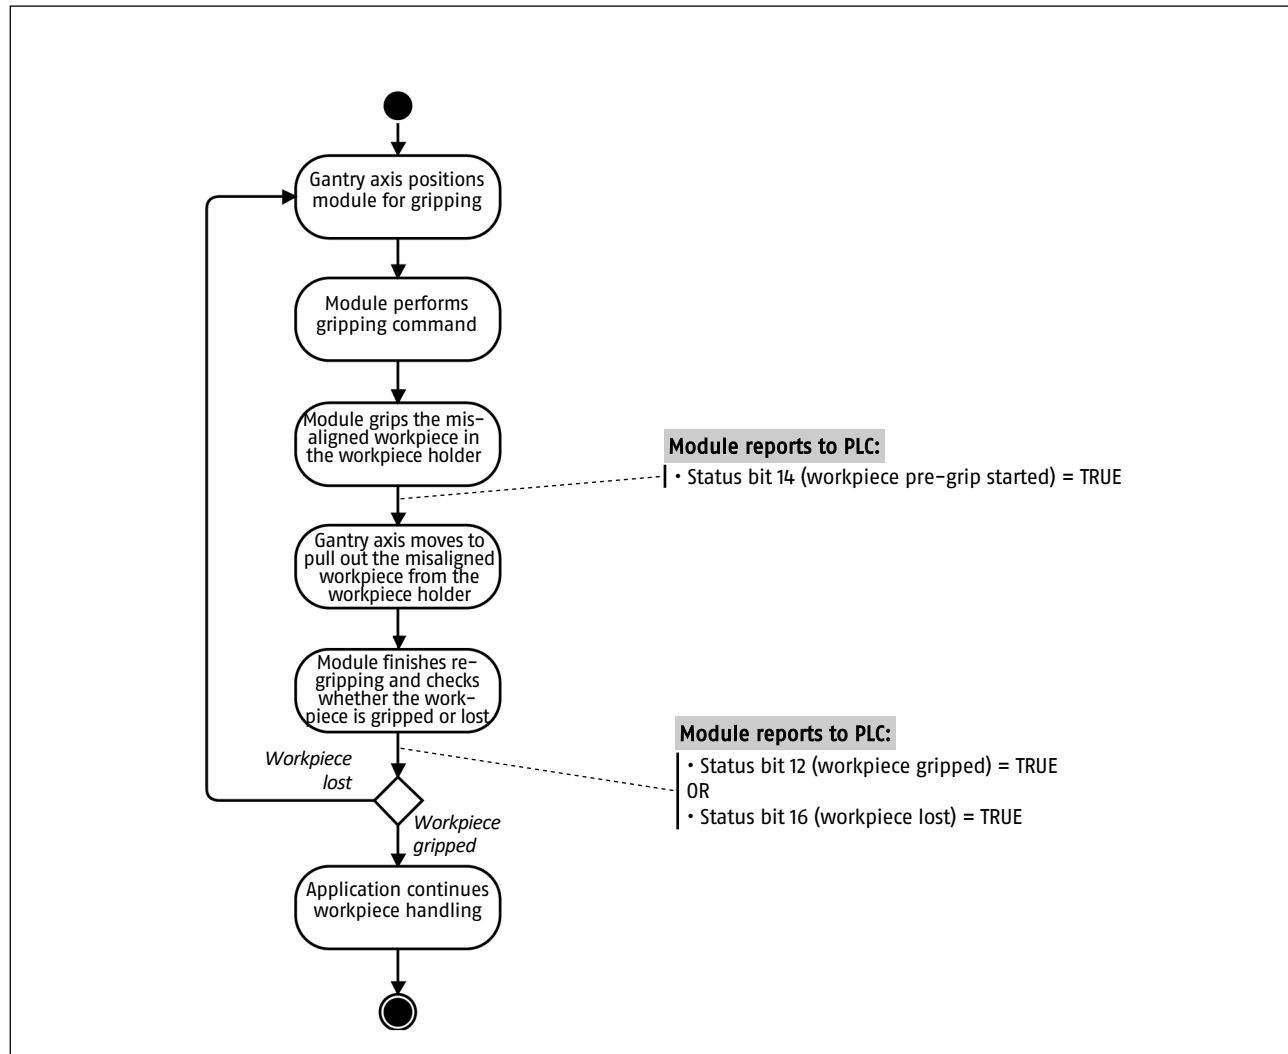 Gantry axis positions
module for gripping
Module performs
gripping command
Module grips the mis-
aligned workpiece in
the workpiece holder
Module reports to PLC:
• Status bit 14 (workpiece pre-grip started) = TRUE
Gantry axis moves to
pull out the misaligned
workpiece from the
workpiece holder
Module finishes re-
gripping and checks
whether the work-
piece is gripped or lost
Module reports to PLC:
• Status bit 12 (workpiece gripped) = TRUE
OR
• Status bit 16 (workpiece lost) = TRUE
Workpiece
lost
Workpiece
gripped
Application continues
workpiece handling